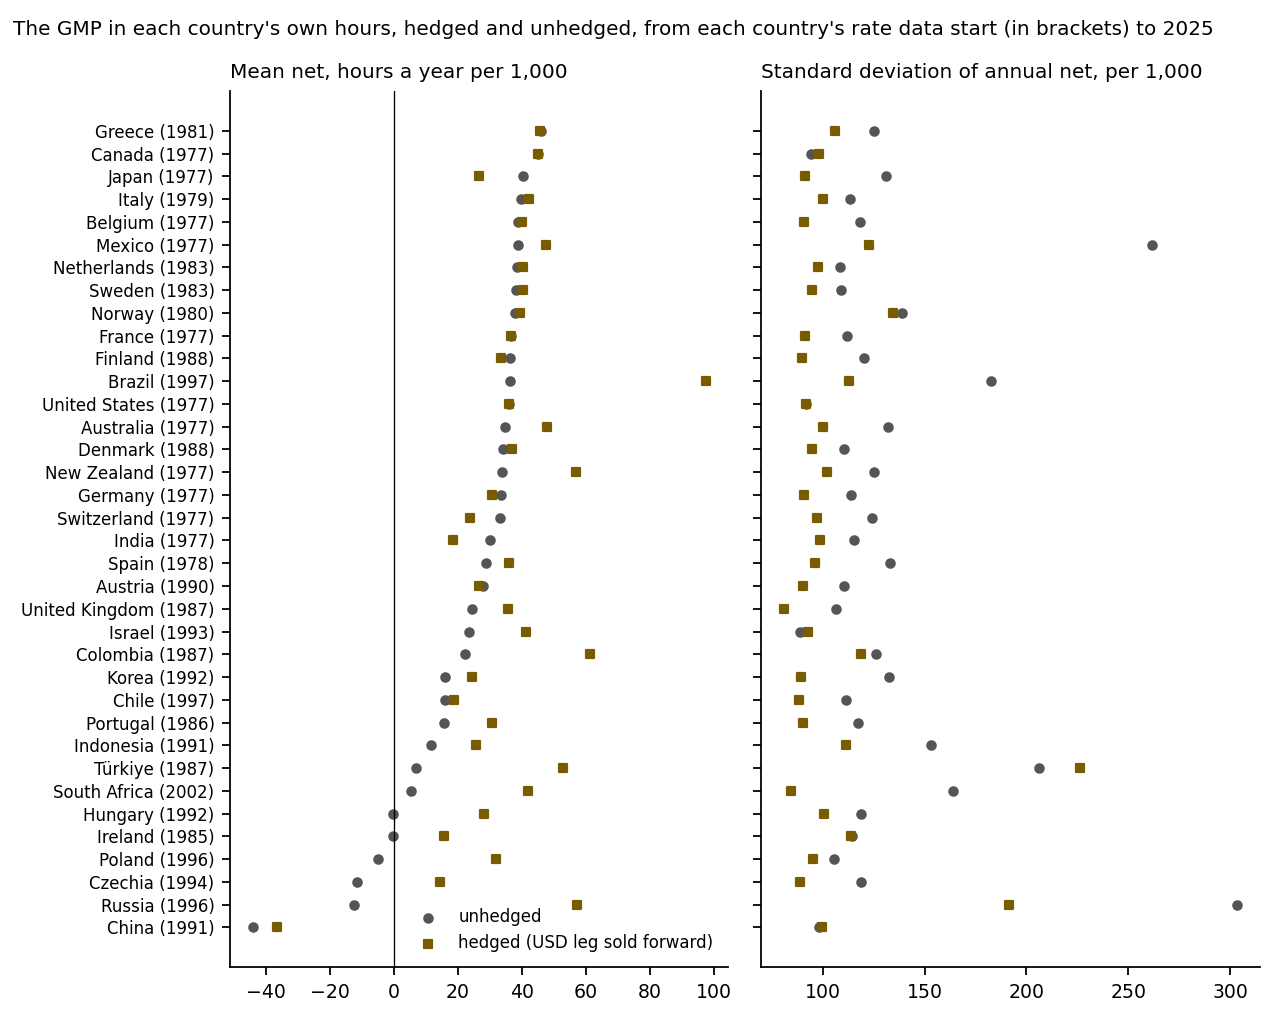 The GMP in each country's own hours, hedged and unhedged, from each country's rate data start (in brackets) to 2025
Mean net, hours a year per 1,000
Standard deviation of annual net, per 1,000
Greece (1981)
Canada (1977)
Japan (1977)
Italy (1979)
Belgium (1977)
Mexico (1977)
Netherlands (1983)
Sweden (1983)
Norway (1980)
France (1977)
Finland (1988)
Brazil (1997)
United States (1977)
Australia (1977)
Denmark (1988)
New Zealand (1977)
Germany (1977)
Switzerland (1977)
India (1977)
Spain (1978)
Austria (1990)
United Kingdom (1987)
Israel (1993)
Colombia (1987)
Korea (1992)
Chile (1997)
Portugal (1986)
Indonesia (1991)
Türkiye (1987)
South Africa (2002)
Hungary (1992)
Ireland (1985)
Poland (1996)
Czechia (1994)
Russia (1996)
China (1991)
unhedged
hedged (USD leg sold forward)
−40 −20 0 20 40 60 80 100
100 150 200 250 300